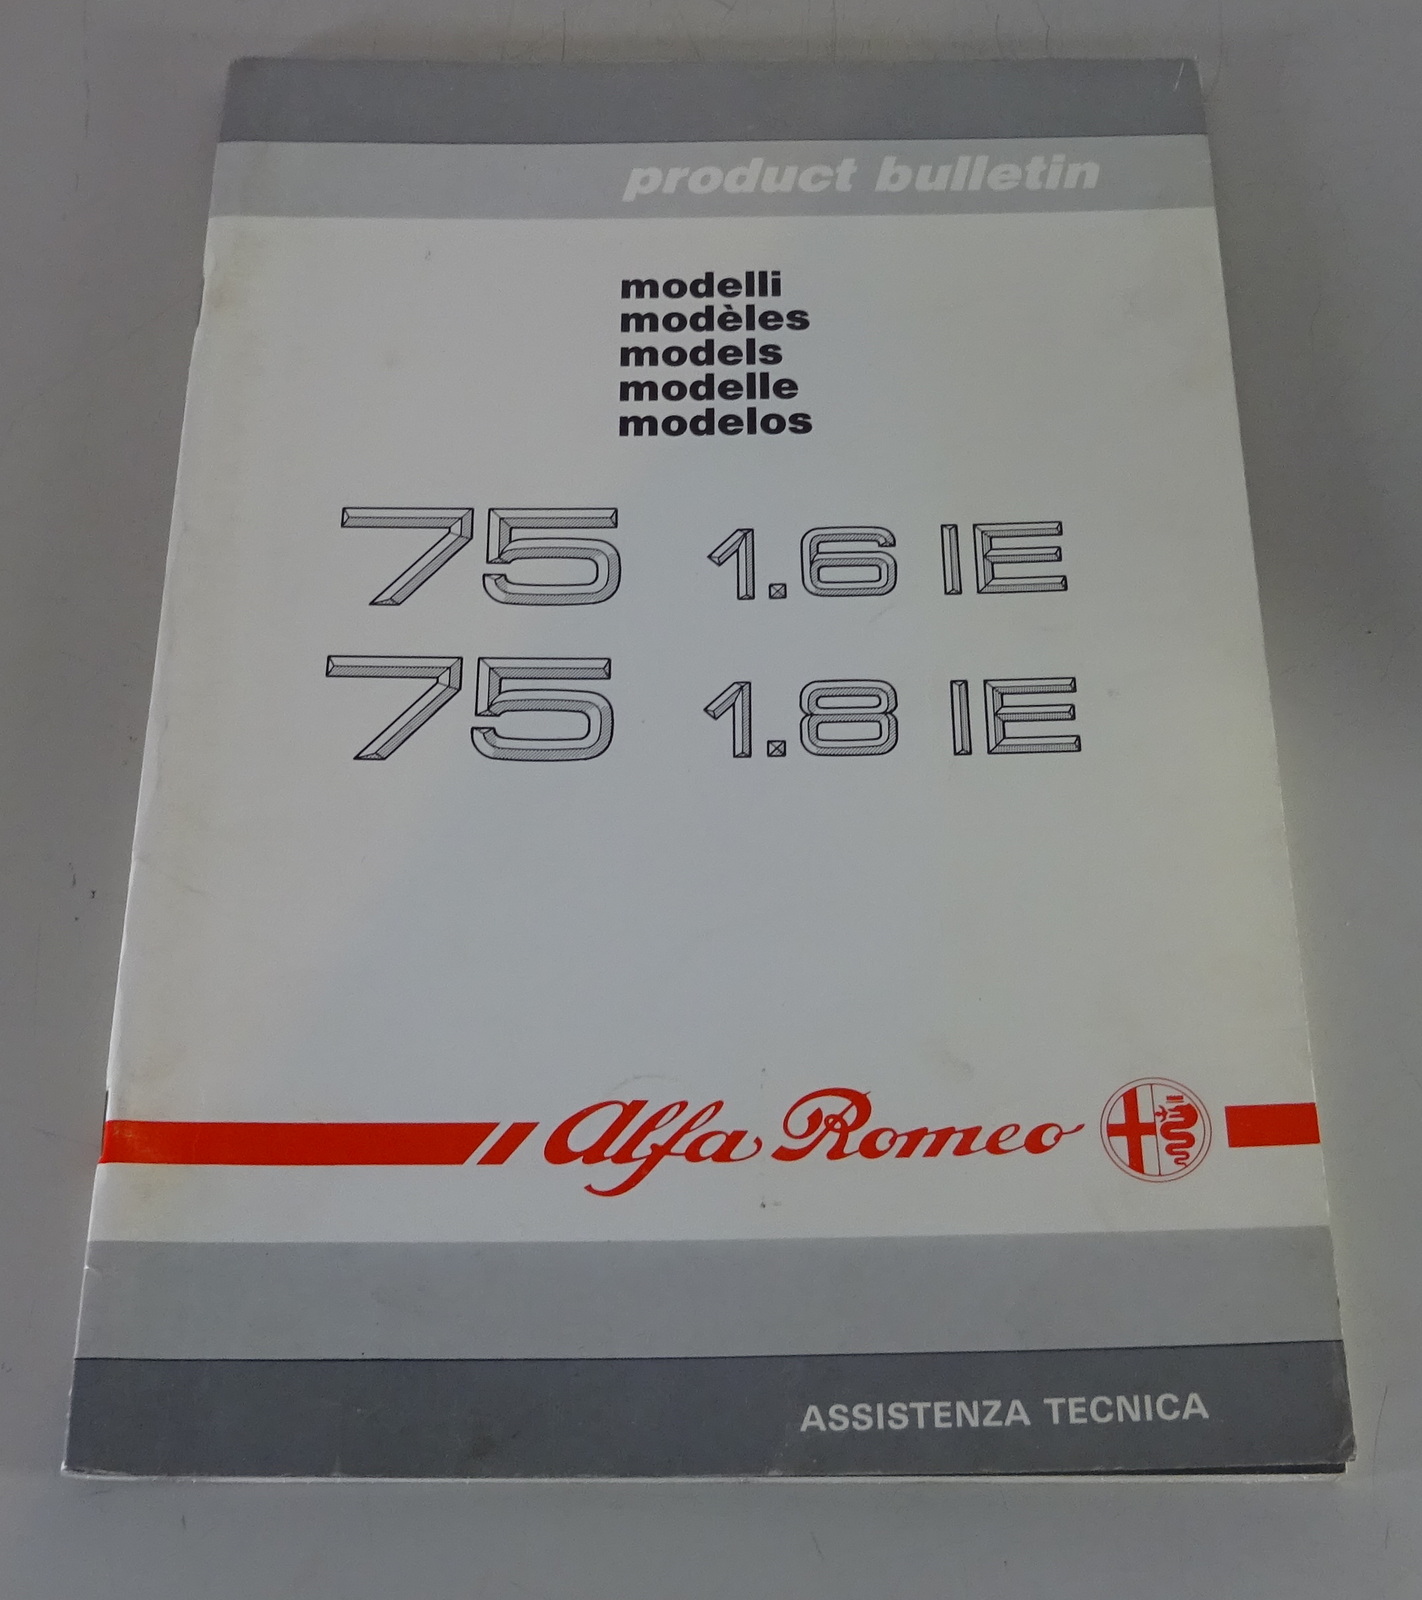 product bulletin
modelli
modèles
models
modelle
modelos
75 1.6 IE
75 1.8 IE
Alfa Romeo
ASSISTENZA TECNICA